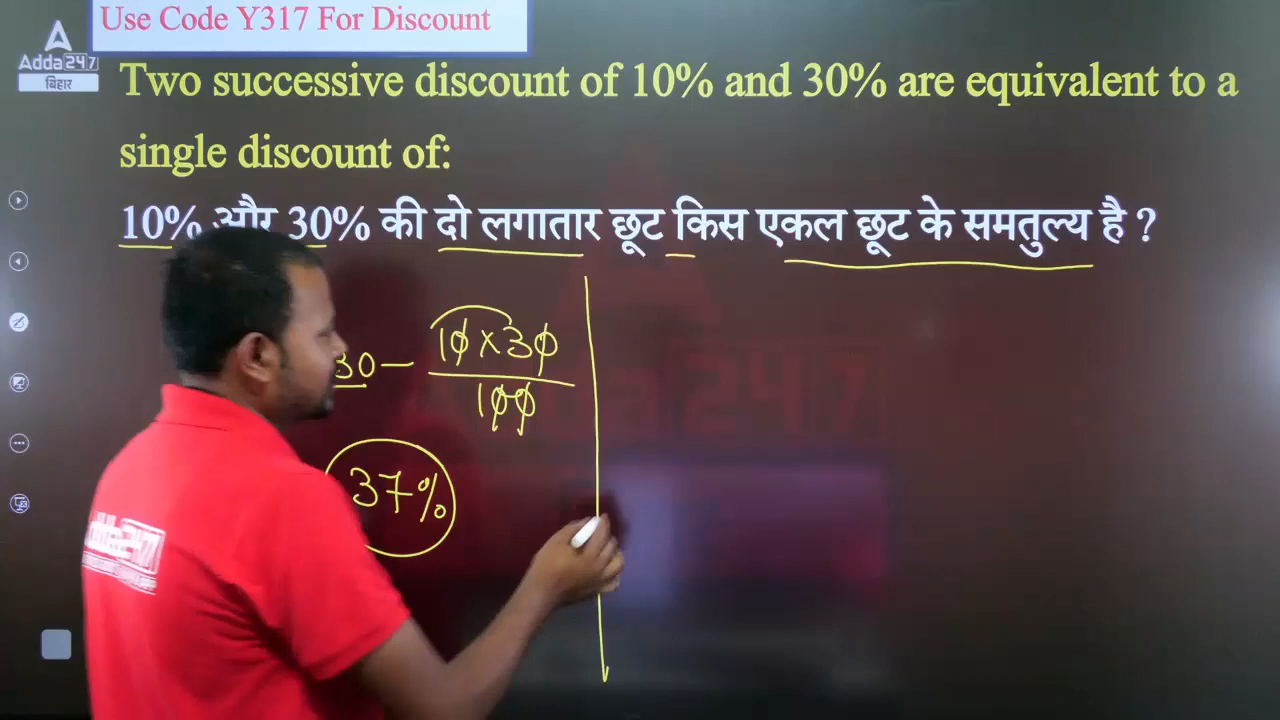 Use Code Y317 For Discount
Adda247
बिहार
Two successive discount of 10% and 30% are equivalent to a
single discount of:
10% और 30% की दो लगातार छूट किस एकल छूट के समतुल्य है ?
30 — 10 x 30
100
37%
247